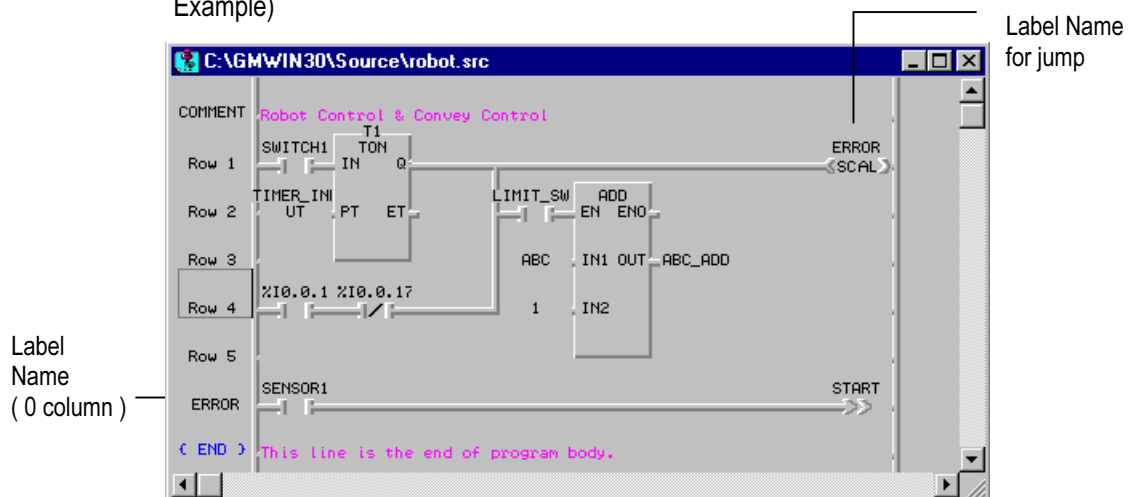 Example)
Label Name
for jump
C:\GMWIN30\Source\robot.src
COMMENT Robot Control & Convey Control
T1
SWITCH1 TON ERROR
Row 1 IN Q <SCAL>
TIMER_IN LIMIT_SW ADD
Row 2 UT PT ET EN ENO
Row 3 ABC IN1 OUT ABC_ADD
%I0.0.1 %I0.0.17
Row 4 1 IN2
Row 5
Label
Name
( 0 column )
SENSOR1 START
ERROR >>
{ END } This line is the end of program body.